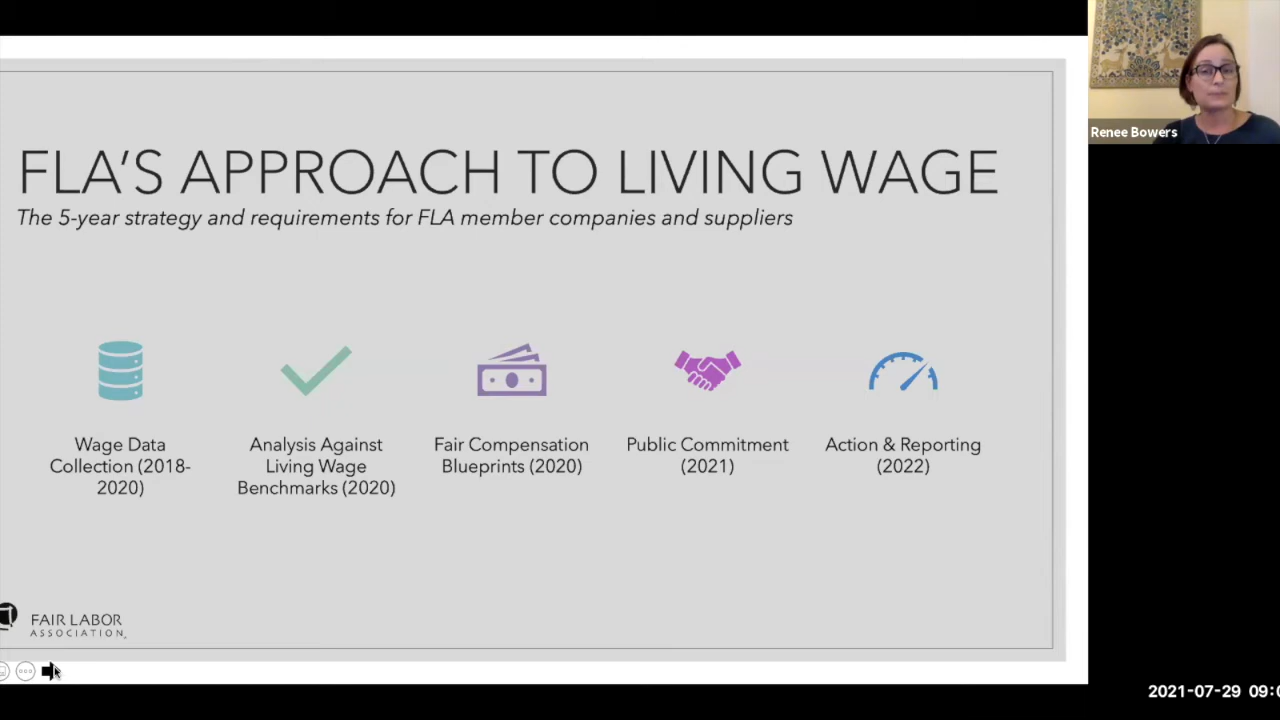 FLA'S APPROACH TO LIVING WAGE
The 5-year strategy and requirements for FLA member companies and suppliers
Wage Data
Collection (2018-
2020)
Analysis Against
Living Wage
Benchmarks (2020)
Fair Compensation
Blueprints (2020)
Public Commitment
(2021)
Action & Reporting
(2022)
FAIR LABOR
ASSOCIATION
Renee Bowers
2021-07-29 09:0